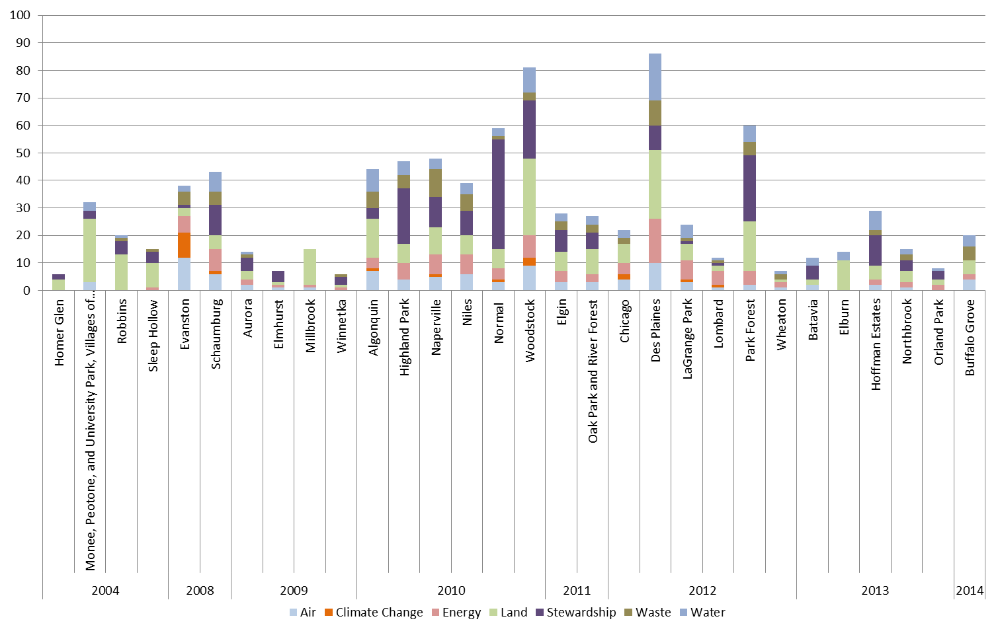 100
90
80
70
60
50
40
30
20
10
0
Homer Glen
Monee, Peotone, and University Park, Villages of…
Robbins
Sleep Hollow
Evanston
Schaumburg
Aurora
Elmhurst
Millbrook
Winnetka
Algonquin
Highland Park
Naperville
Niles
Normal
Woodstock
Elgin
Oak Park and River Forest
Chicago
Des Plaines
LaGrange Park
Lombard
Park Forest
Wheaton
Batavia
Elburn
Hoffman Estates
Northbrook
Orland Park
Buffalo Grove
2004 2008 2009 2010 2011 2012 2013 2014
Air Climate Change Energy Land Stewardship Waste Water